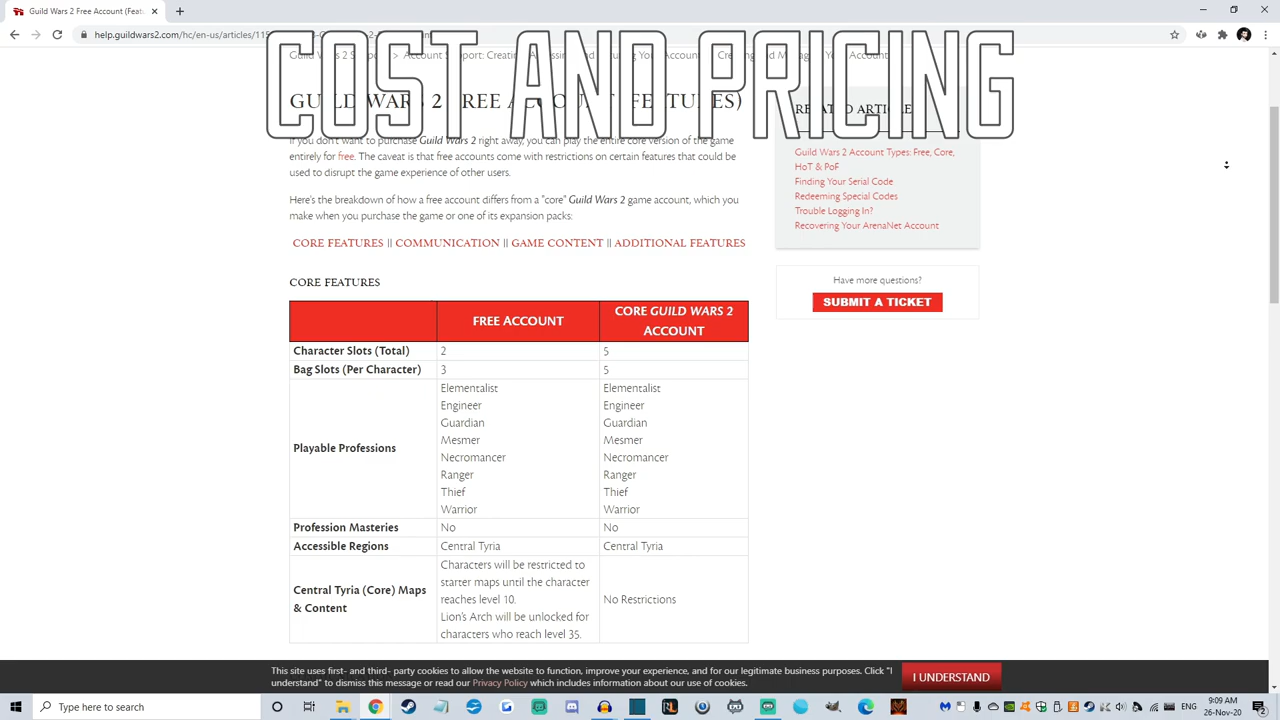 Guild Wars 2 Free Account (Feat
help.guildwars2.com/hc/en-us/articles/11
COST AND PRICING
GUILD WARS 2 FREE ACCOUNT (FEATURES)
RELATED ARTICLES
If you don't want to purchase Guild Wars 2 right away, you can play the entire core version of the game
entirely for free. The caveat is that free accounts come with restrictions on certain features that could be
used to disrupt the game experience of other users.
Guild Wars 2 Account Types: Free, Core,
HoT & PoF
Finding Your Serial Code
Redeeming Special Codes
Trouble Logging In?
Recovering Your ArenaNet Account
Here's the breakdown of how a free account differs from a "core" Guild Wars 2 game account, which you
make when you purchase the game or one of its expansion packs:
CORE FEATURES || COMMUNICATION || GAME CONTENT || ADDITIONAL FEATURES
Have more questions?
SUBMIT A TICKET
CORE FEATURES
FREE ACCOUNT
CORE GUILD WARS 2
ACCOUNT
Character Slots (Total) 2 5
Bag Slots (Per Character) 3 5
Playable Professions
Elementalist Elementalist
Engineer Engineer
Guardian Guardian
Mesmer Mesmer
Necromancer Necromancer
Ranger Ranger
Thief Thief
Warrior Warrior
Profession Masteries No No
Accessible Regions Central Tyria Central Tyria
Central Tyria (Core) Maps
& Content
Characters will be restricted to
starter maps until the character
reaches level 10.
Lion's Arch will be unlocked for
characters who reach level 35.
No Restrictions
This site uses first- and third- party cookies to allow the website to function, improve your experience, and for our legitimate business purposes. Click "I
understand" to dismiss this message or read our Privacy Policy which includes information about our use of cookies.
I UNDERSTAND
Type here to search
ENG
9:09 AM
26-Nov-20